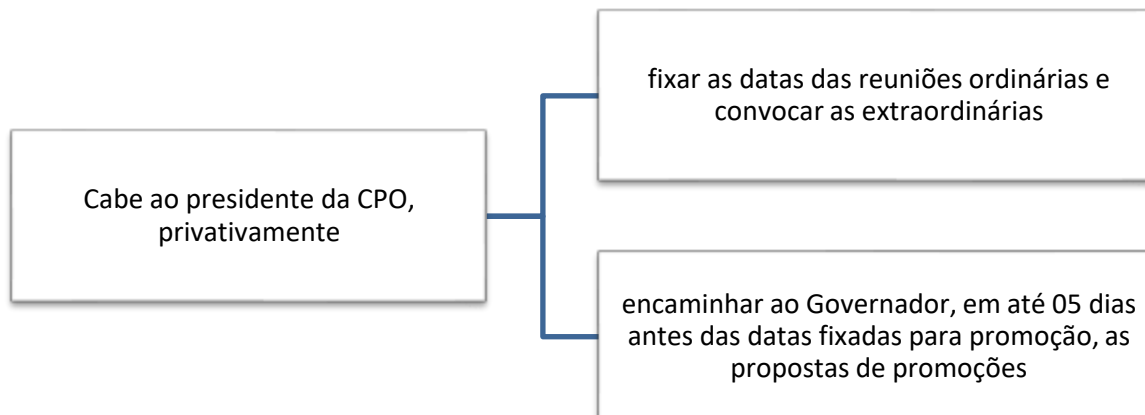 Cabe ao presidente da CPO,
privativamente
fixar as datas das reuniões ordinárias e
convocar as extraordinárias
encaminhar ao Governador, em até 05 dias
antes das datas fixadas para promoção, as
propostas de promoções